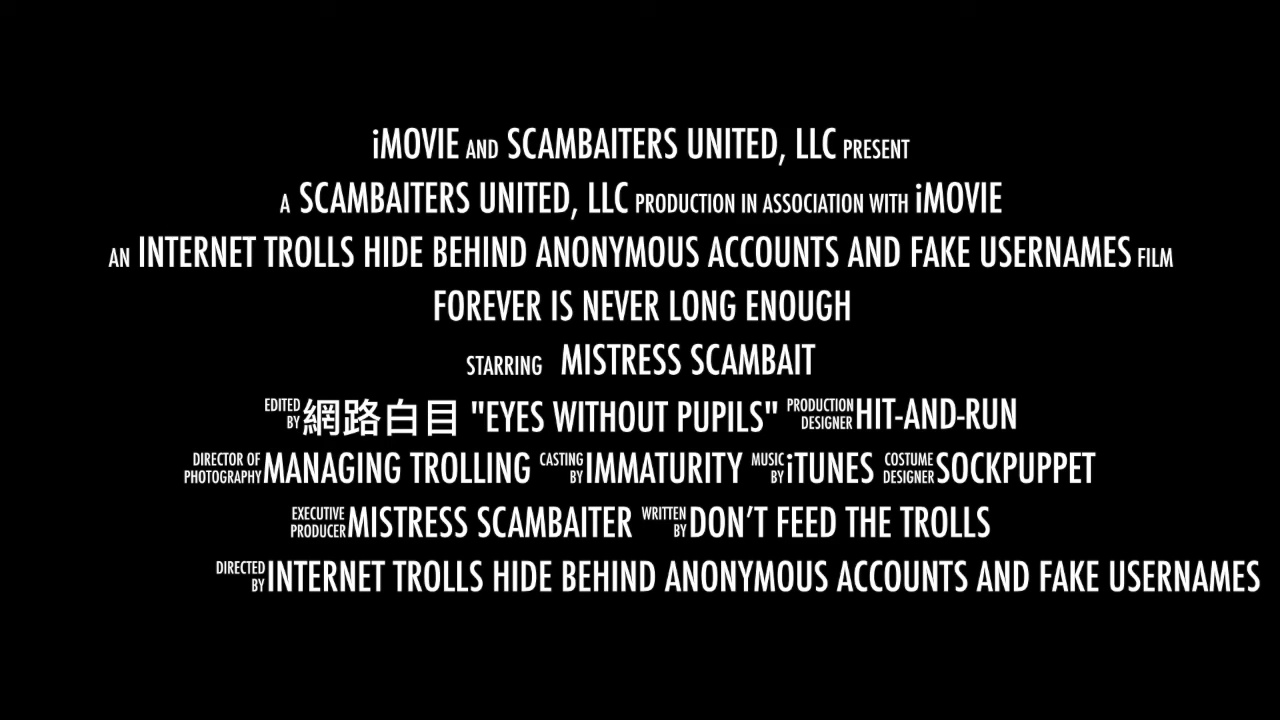 iMOVIE AND SCAMBAITERS UNITED, LLC PRESENT
A SCAMBAITERS UNITED, LLC PRODUCTION IN ASSOCIATION WITH iMOVIE
AN INTERNET TROLLS HIDE BEHIND ANONYMOUS ACCOUNTS AND FAKE USERNAMES FILM
FOREVER IS NEVER LONG ENOUGH
STARRING MISTRESS SCAMBAIT
EDITED BY 網路白目 "EYES WITHOUT PUPILS" PRODUCTION DESIGNER HIT-AND-RUN
DIRECTOR OF PHOTOGRAPHY MANAGING TROLLING CASTING BY IMMATURITY MUSIC BY iTUNES COSTUME DESIGNER SOCKPUPPET
EXECUTIVE PRODUCER MISTRESS SCAMBAITER WRITTEN BY DON’T FEED THE TROLLS
DIRECTED BY INTERNET TROLLS HIDE BEHIND ANONYMOUS ACCOUNTS AND FAKE USERNAMES